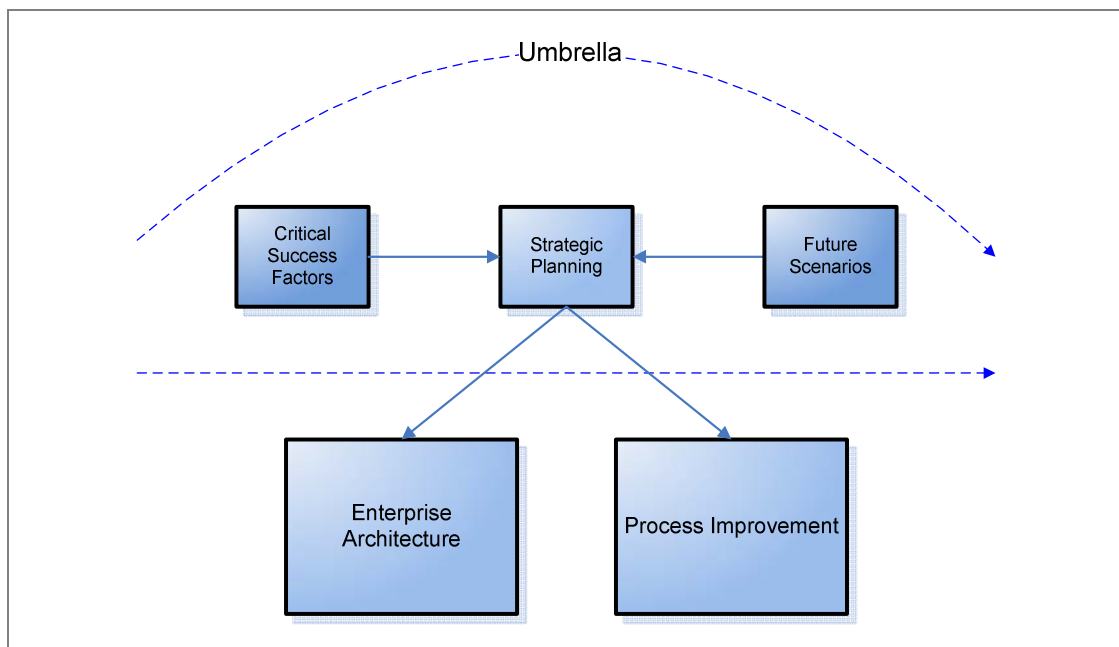 Umbrella
Critical
Success
Factors
Strategic
Planning
Future
Scenarios
Enterprise
Architecture
Process Improvement